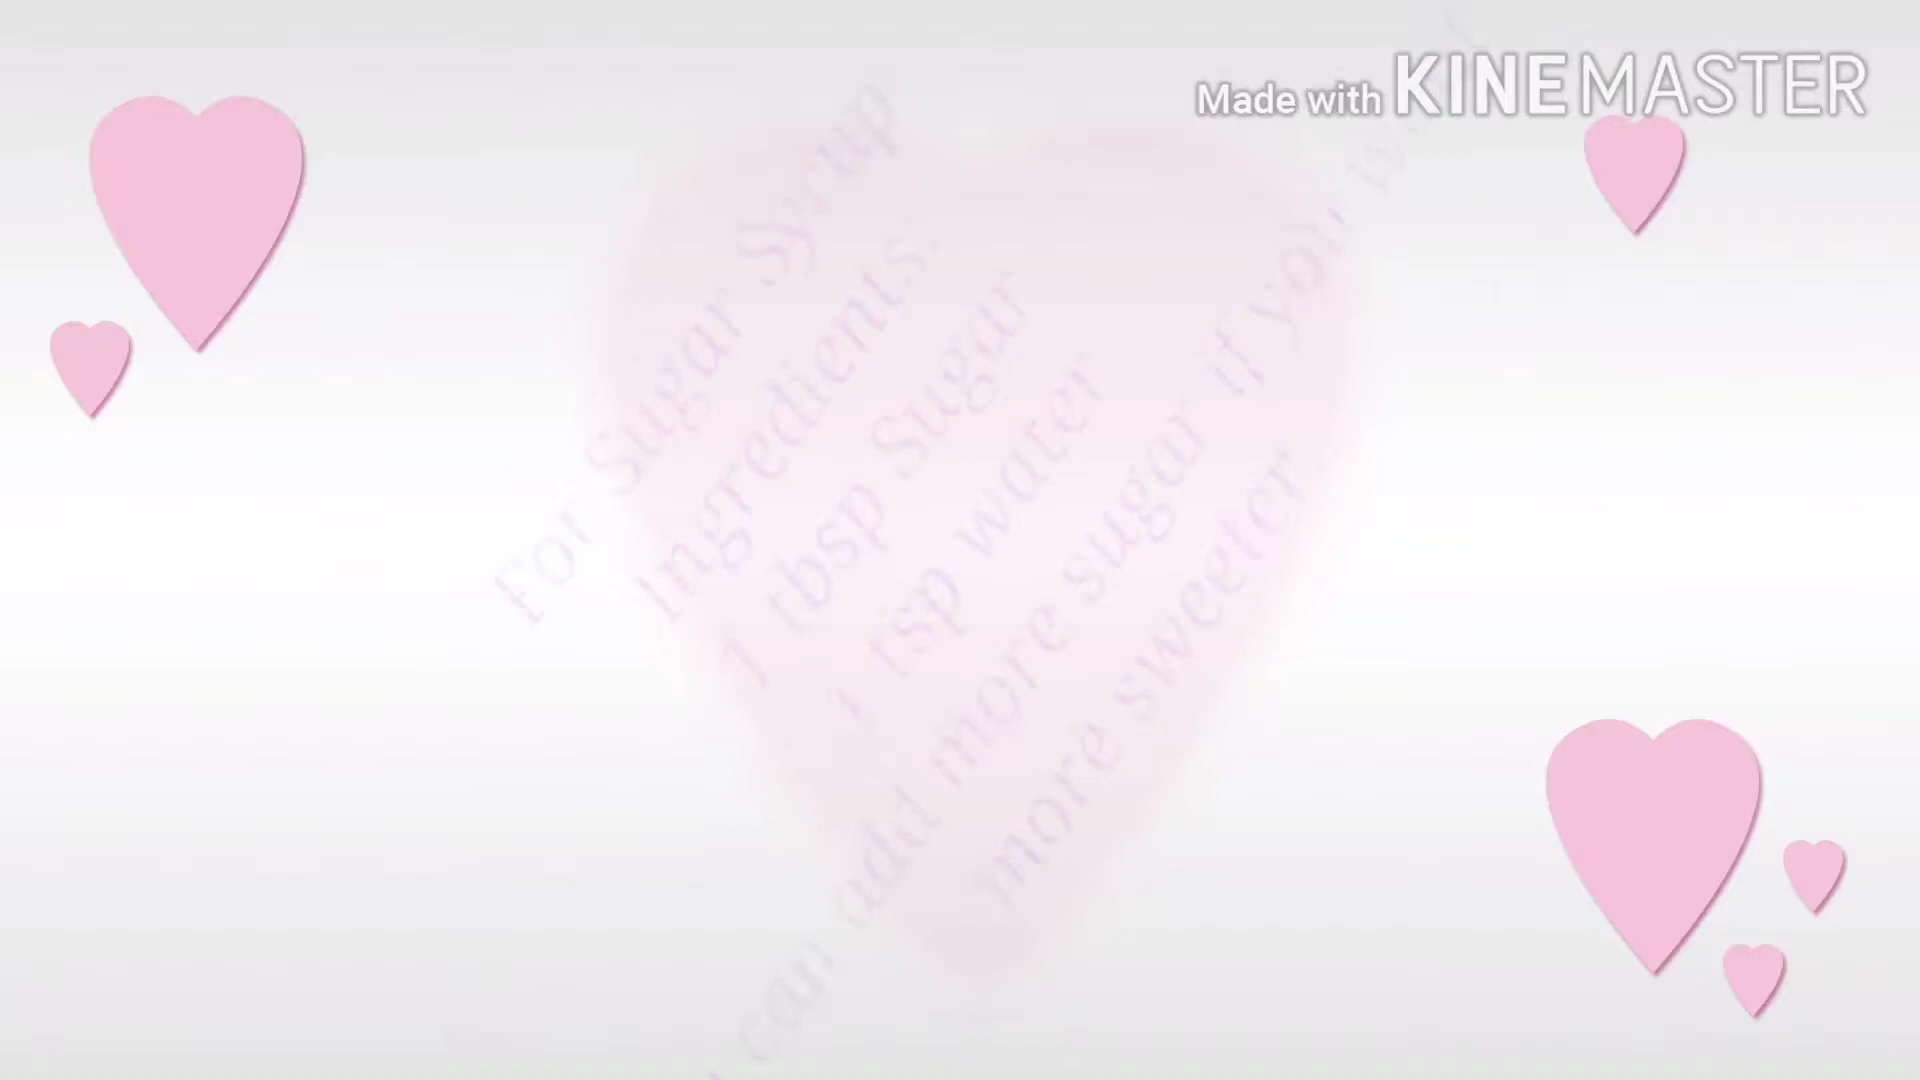 Made with KINEMASTER
For Sugar Syrup
Ingredients:
1 tbsp Sugar
1 tsp water
can add more sugar if you
more sweeter